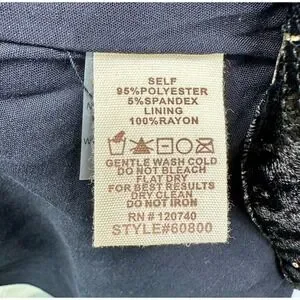 SELF
95%POLYESTER
5%SPANDEX
LINING
100%RAYON
GENTLE WASH COLD
DO NOT BLEACH
FLAT DRY
FOR BEST RESULTS
DRY CLEAN
DO NOT IRON
RN# 120740
STYLE#60800